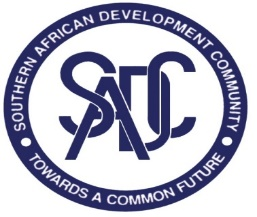 SOUTHERN AFRICAN DEVELOPMENT COMMUNITY
SADC
TOWARDS A COMMON FUTURE